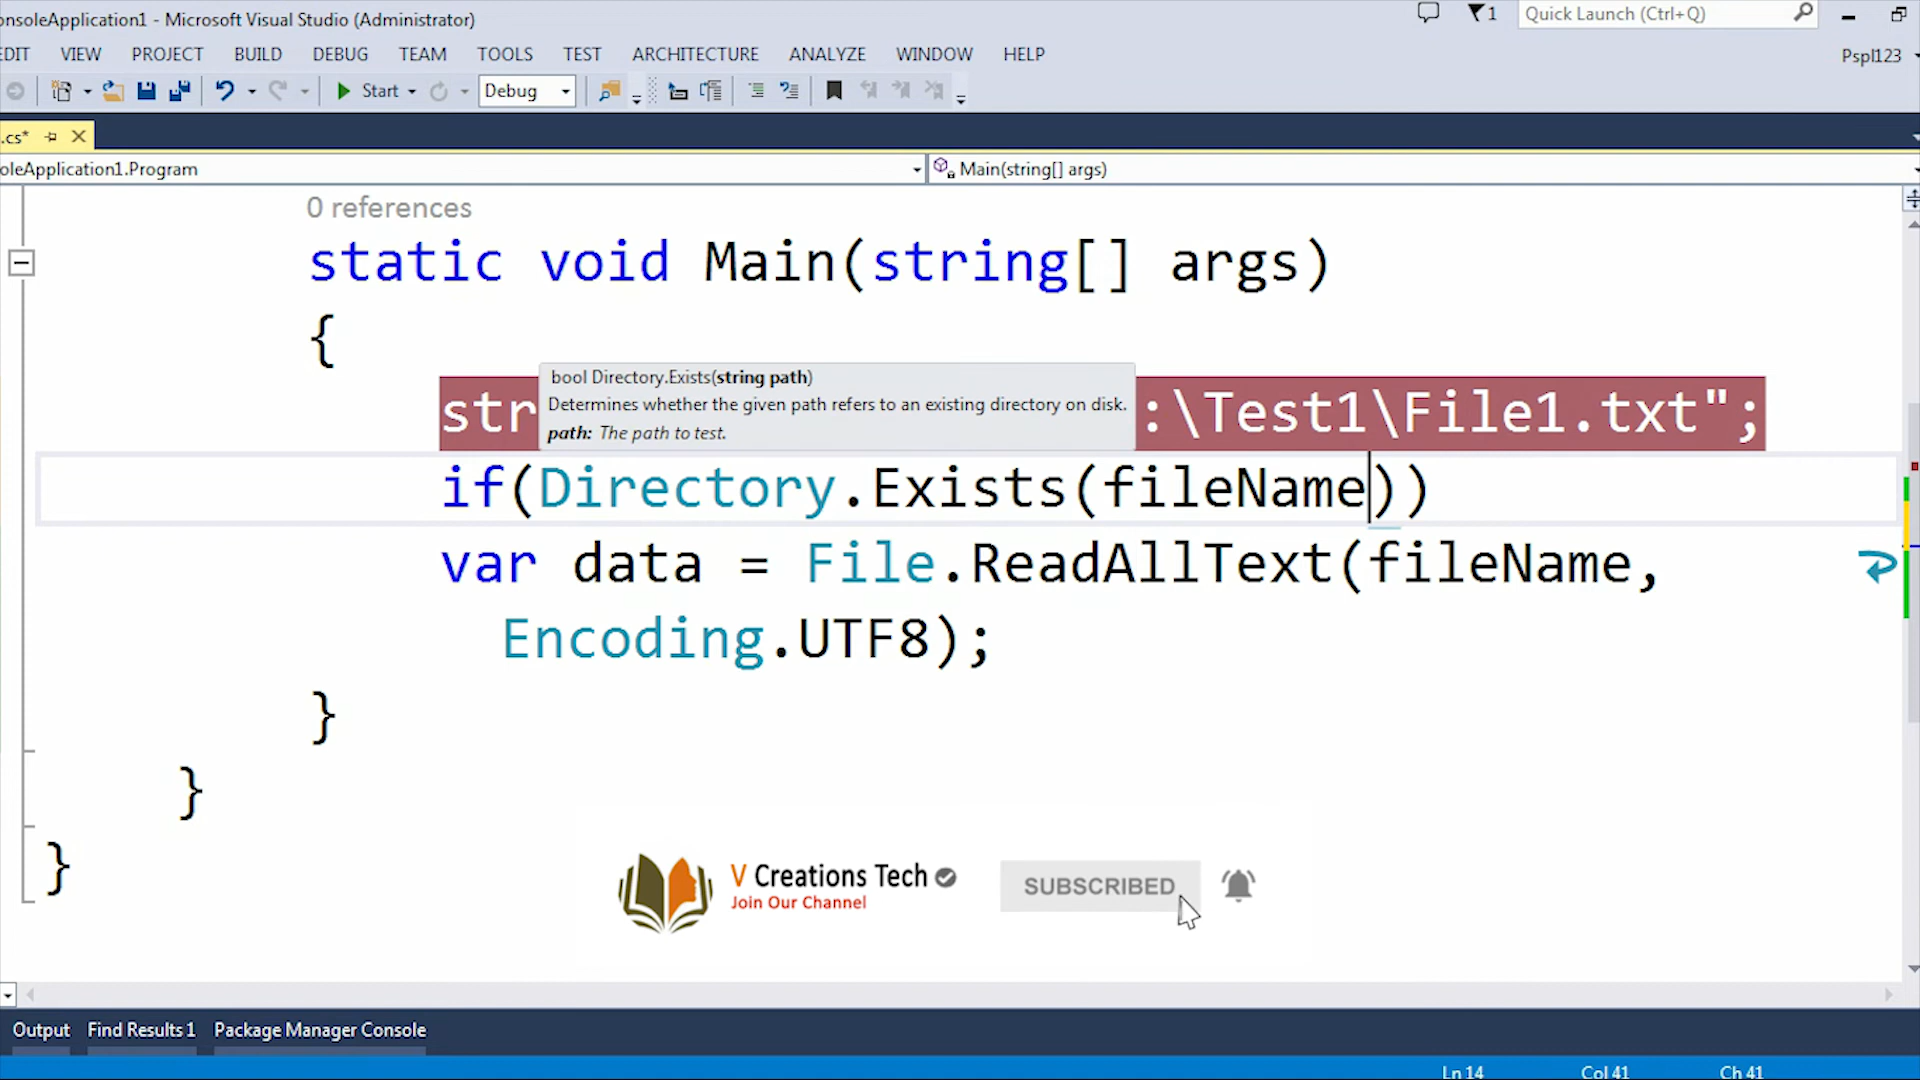 onsoleApplication1 - Microsoft Visual Studio (Administrator)
1
Quick Launch (Ctrl+Q)
EDIT VIEW PROJECT BUILD DEBUG TEAM TOOLS TEST ARCHITECTURE ANALYZE WINDOW HELP
Pspl123
Start
Debug
.cs*
oleApplication1.Program
Main(string[] args)
0 references
static void Main(string[] args)
{
bool Directory.Exists(string path)
Determines whether the given path refers to an existing directory on disk.
path: The path to test.
str :\Test1\File1.txt";
if(Directory.Exists(fileName))
var data = File.ReadAllText(fileName,
Encoding.UTF8);
}
}
}
V Creations Tech
Join Our Channel
SUBSCRIBED
Output Find Results 1 Package Manager Console
Ln 14 Col 41 Ch 41